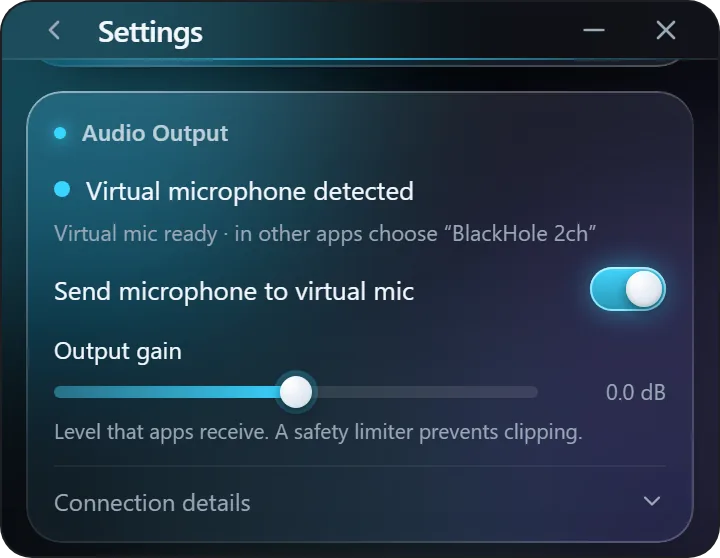 Settings
Audio Output
Virtual microphone detected
Virtual mic ready · in other apps choose “BlackHole 2ch”
Send microphone to virtual mic
Output gain
0.0 dB
Level that apps receive. A safety limiter prevents clipping.
Connection details